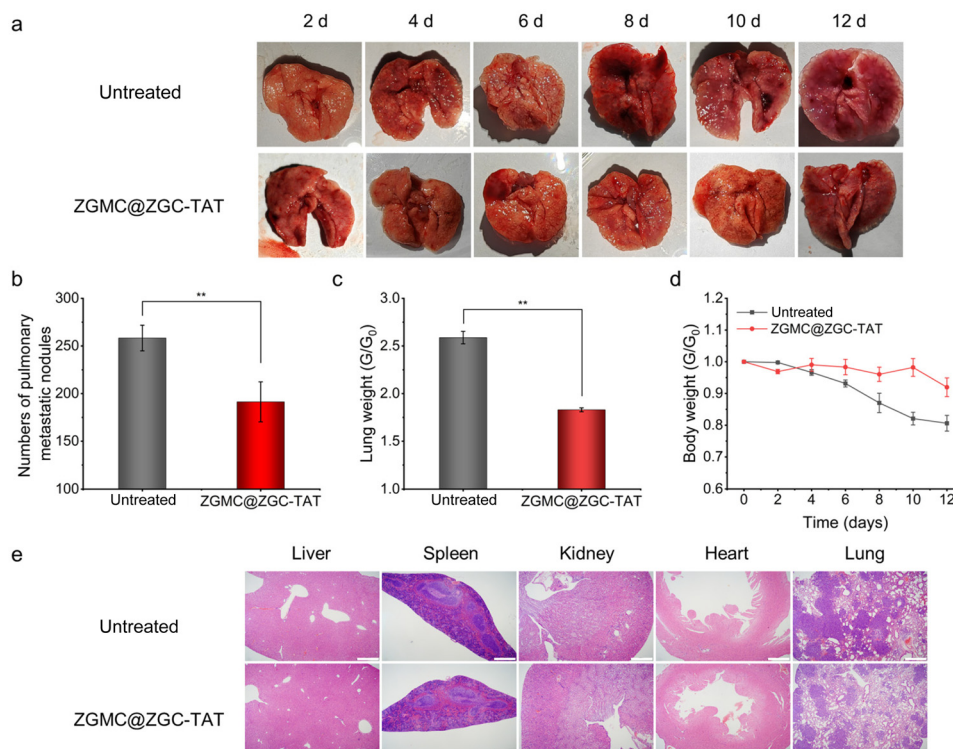 a
2 d 4 d 6 d 8 d 10 d 12 d
Untreated
ZGMC@ZGC-TAT
b
Numbers of pulmonary
metastatic nodules
300
250
200
150
100
**
Untreated ZGMC@ZGC-TAT
c
Lung weight (G/G₀)
3.0
2.5
2.0
1.5
1.0
**
Untreated ZGMC@ZGC-TAT
d
Body weight (G/G₀)
1.2
1.1
1.0
0.9
0.8
0.7
0.6
Untreated
ZGMC@ZGC-TAT
0 2 4 6 8 10 12
Time (days)
e
Liver Spleen Kidney Heart Lung
Untreated
ZGMC@ZGC-TAT